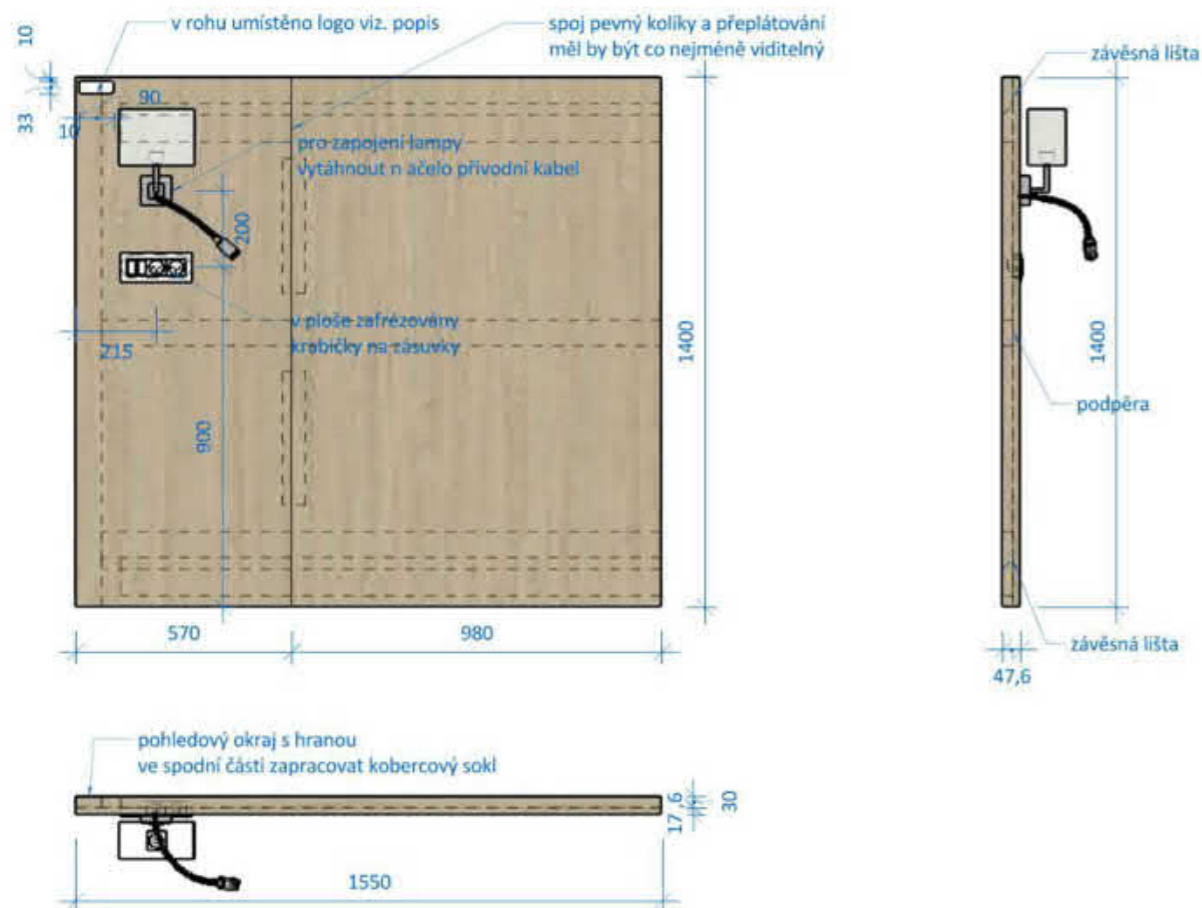 v rohu umístěno logo viz. popis
spoj pevný kolíky a přeplátování
měl by být co nejméně viditelný
závěsná lišta
10
33
90
10
pro zapojení lampy
vytáhnout n ačelo přívodní kabel
200
v ploše zafrézovány
krabičky na zásuvky
215
900
1400
1400
podpěra
570
980
závěsná lišta
47,6
pohledový okraj s hranou
ve spodní části zapracovat kobercový sokl
17,6
30
1550